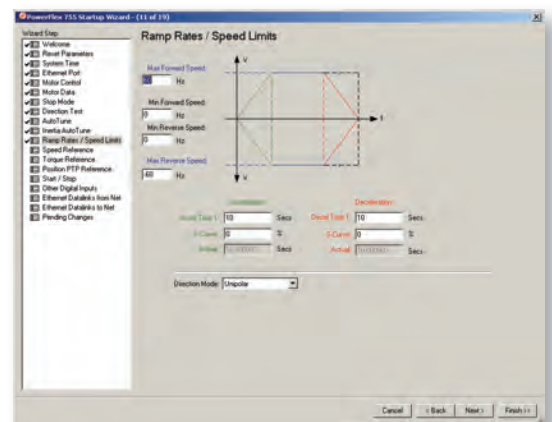 PowerFlex 755 Startup Wizard - (11 of 19)
Wizard Step:
Welcome
Reset Parameters
System Time
Ethernet Port
Motor Control
Motor Data
Stop Mode
Direction Test
AutoTune
Inertia AutoTune
Ramp Rates / Speed Limits
Speed Reference
Torque Reference
Position PTP Reference
Start / Stop
Other Digital Inputs
Ethernet Datalinks from Net
Ethernet Datalinks to Net
Pending Changes
Ramp Rates / Speed Limits
Max Forward Speed:
Hz
Min Forward Speed:
0 Hz
Min Reverse Speed:
0 Hz
Max Reverse Speed:
-60 Hz
V
t
V
Deceleration:
10 Secs
Decel Time 1: 10 Secs
S-Curve: 0 %
S-Curve: 0 %
Actual: Secs
Actual: Secs
Direction Mode: Unipolar
Cancel
< Back
Next >
Finish >>